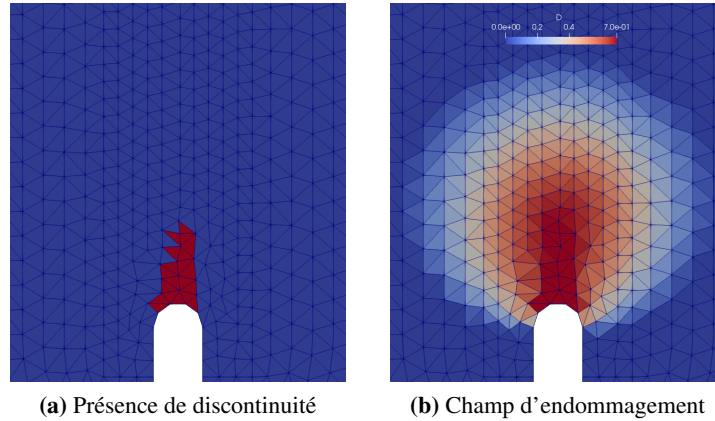 D
0.0e+00 0.2 0.4 7.0e-01
(a) Présence de discontinuité
(b) Champ d'endommagement